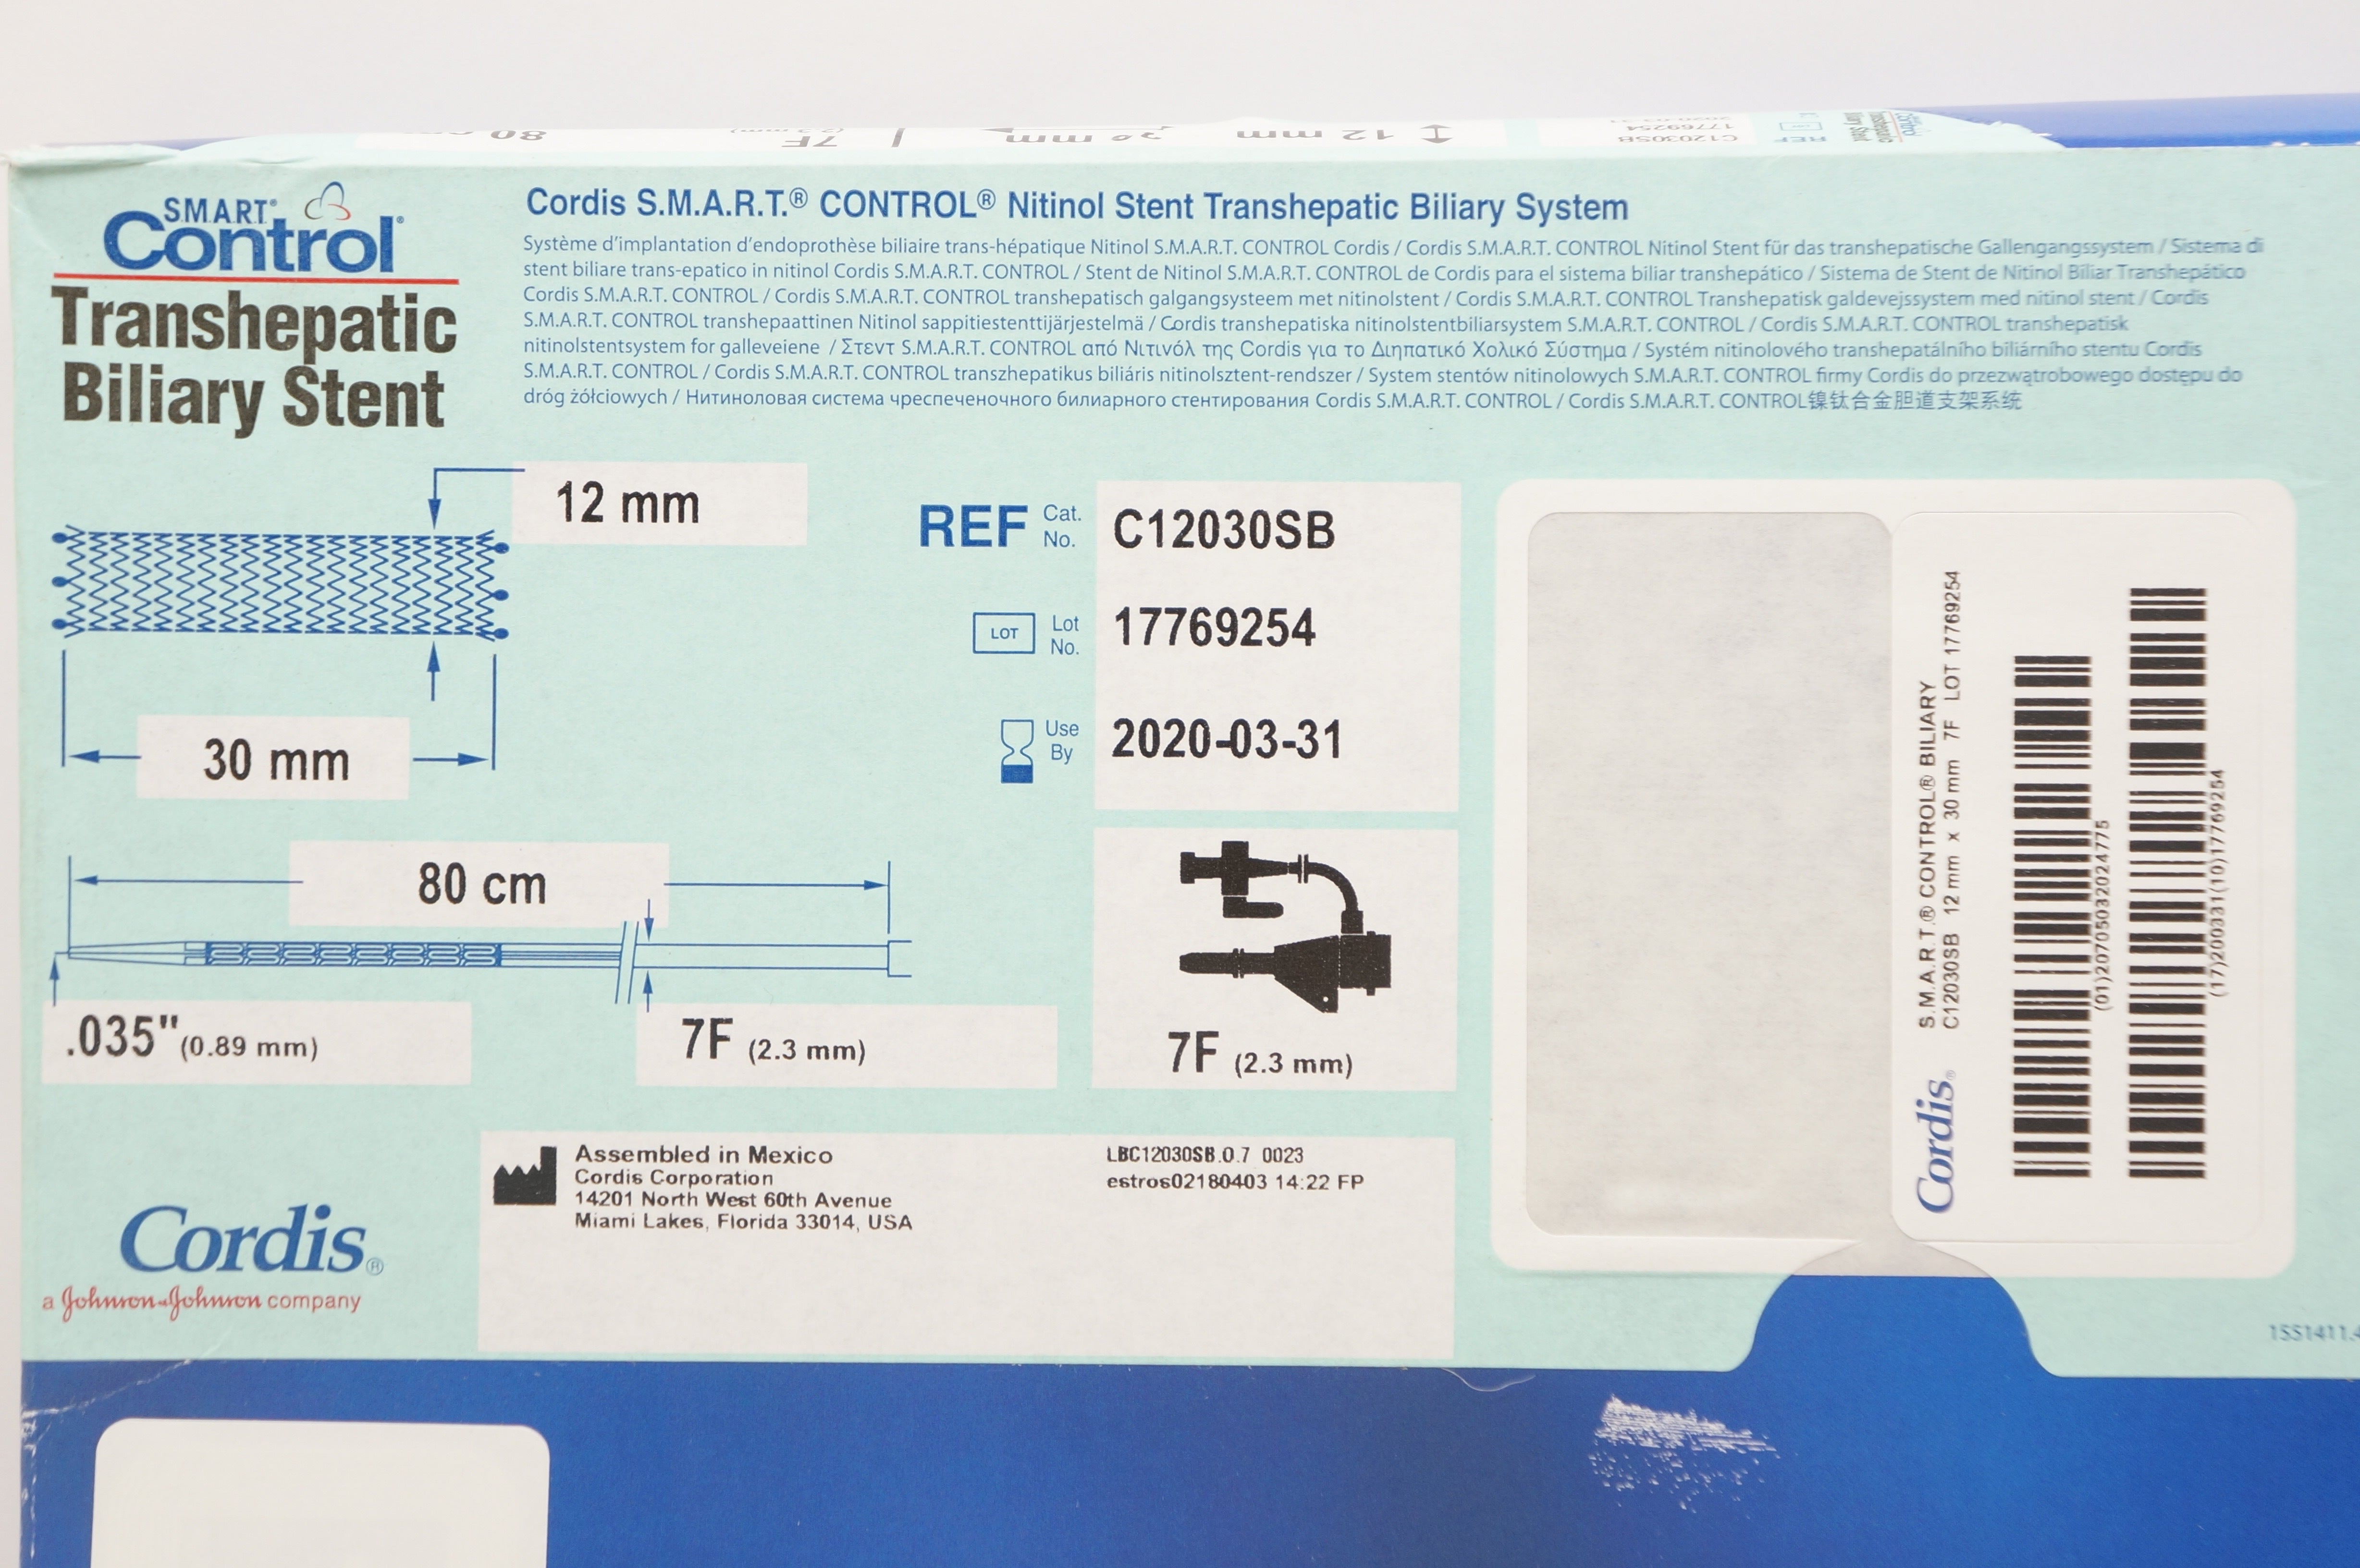 80
7F
12 mm
C12030SB
17769254
REF
S.M.A.R.T.®
Control®
Transhepatic
Biliary Stent
Cordis S.M.A.R.T.® CONTROL® Nitinol Stent Transhepatic Biliary System
Système d'implantation d'endoprothèse biliaire trans-hépatique Nitinol S.M.A.R.T. CONTROL Cordis / Cordis S.M.A.R.T. CONTROL Nitinol Stent für das transhepatische Gallengangssystem / Sistema di
stent biliare trans-epatico in nitinol Cordis S.M.A.R.T. CONTROL / Stent de Nitinol S.M.A.R.T. CONTROL de Cordis para el sistema biliar transhepático / Sistema de Stent de Nitinol Biliar Transhepático
Cordis S.M.A.R.T. CONTROL / Cordis S.M.A.R.T. CONTROL transhepatisch galgangsysteem met nitinolstent / Cordis S.M.A.R.T. CONTROL Transhepatisk galdevejssystem med nitinol stent / Cordis
S.M.A.R.T. CONTROL transhepaattinen Nitinol sappitiestenttijärjestelmä / Cordis transhepatiska nitinolstentbiliarsystem S.M.A.R.T. CONTROL / Cordis S.M.A.R.T. CONTROL transhepatisk
nitinolstentsystem for galleveiene / Στεντ S.M.A.R.T. CONTROL από Νιτινόλ της Cordis για το Διηπατικό Χολικό Σύστημα / Systém nitinolového transhepatálního biliárního stentu Cordis
S.M.A.R.T. CONTROL / Cordis S.M.A.R.T. CONTROL transzhepatikus biliáris nitinolsztent-rendszer / System stentów nitinolowych S.M.A.R.T. CONTROL firmy Cordis do przezwątrobowego dostępu do
dróg żółciowych / Нитиноловая система чреспеченочного билиарного стентирования Cordis S.M.A.R.T. CONTROL / Cordis S.M.A.R.T. CONTROL镍钛合金胆道支架系统
12 mm
30 mm
80 cm
.035" (0.89 mm)
7F (2.3 mm)
REF Cat. No. C12030SB
LOT Lot No. 17769254
Use By 2020-03-31
7F (2.3 mm)
Assembled in Mexico
Cordis Corporation
14201 North West 60th Avenue
Miami Lakes, Florida 33014, USA
LBC12030SB.0.7 0023
estros02180403 14:22 FP
Cordis®
a Johnson & Johnson company
Cordis®
S.M.A.R.T.® CONTROL® BILIARY
C12030SB 12 mm x 30 mm 7F LOT 17769254
(01)20705032024775
(17)200331(10)17769254
1551411.4